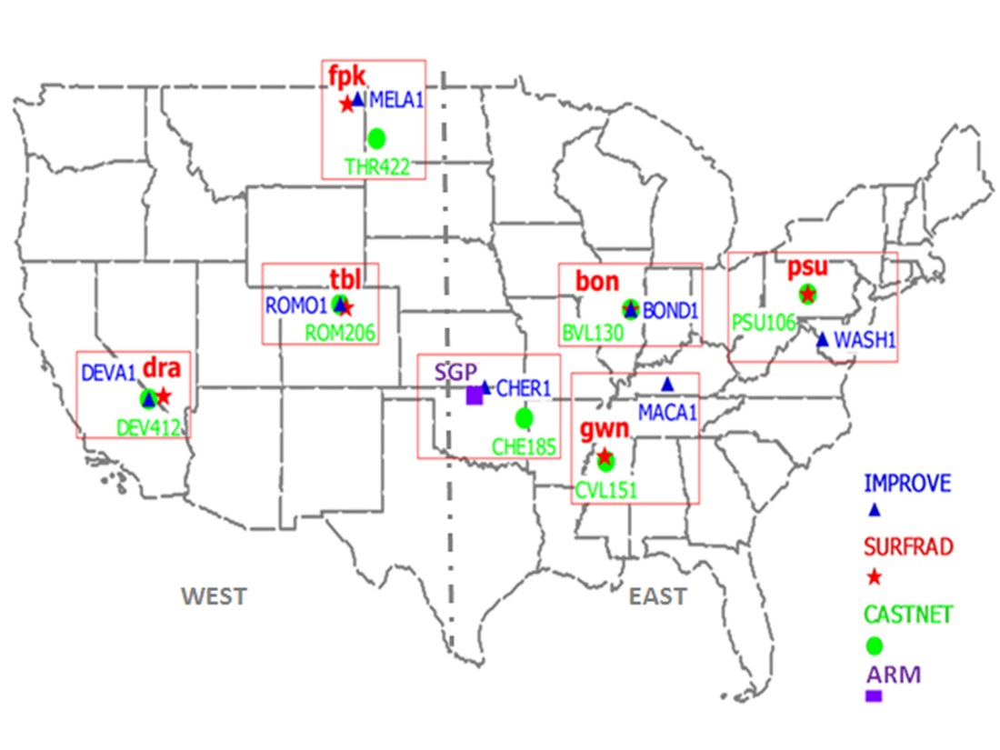 fpk
MELA1
THR422
tbl
ROMO1
ROM206
bon
BOND1
BVL130
psu
PSU106
WASH1
DEVA1
dra
DEV412
SGP
CHER1
CHE185
MACA1
gwn
CVL151
IMPROVE
SURFRAD
CASTNET
ARM
WEST
EAST